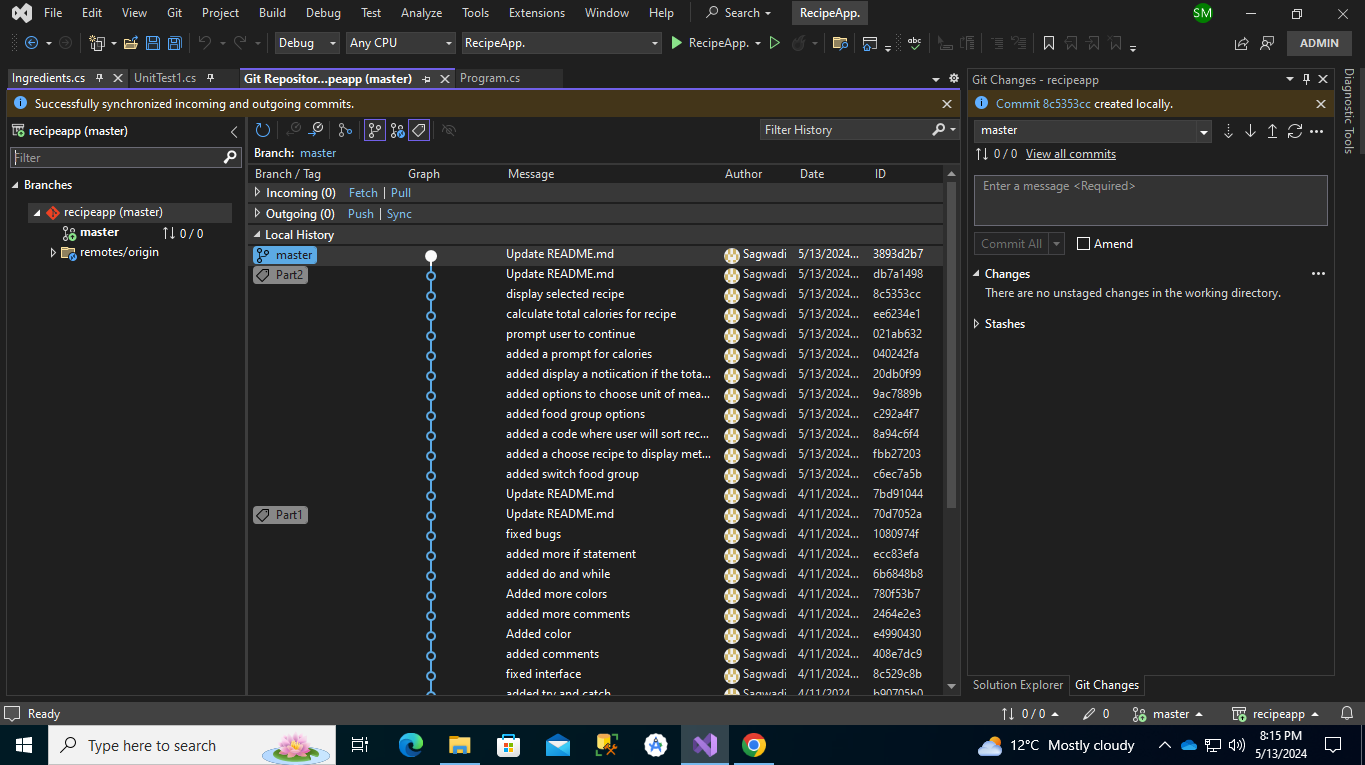 File Edit View Git Project Build Debug Test Analyze Tools Extensions Window Help Search RecipeApp. SM
Debug Any CPU RecipeApp. RecipeApp. abc ADMIN
Ingredients.cs UnitTest1.cs Git Repositor...peapp (master) Program.cs
Successfully synchronized incoming and outgoing commits.
recipeapp (master)
Filter
Branches
recipeapp (master)
master 0 / 0
remotes/origin
Filter History
Branch: master
Branch / Tag Graph Message Author Date ID
Incoming (0) Fetch | Pull
Outgoing (0) Push | Sync
Local History
master Update README.md Sagwadi 5/13/2024... 3893d2b7
Part2 Update README.md Sagwadi 5/13/2024... db7a1498
display selected recipe Sagwadi 5/13/2024... 8c5353cc
calculate total calories for recipe Sagwadi 5/13/2024... ee6234e1
prompt user to continue Sagwadi 5/13/2024... 021ab632
added a prompt for calories Sagwadi 5/13/2024... 040242fa
added display a notiication if the tota... Sagwadi 5/13/2024... 20db0f99
added options to choose unit of mea... Sagwadi 5/13/2024... 9ac7889b
added food group options Sagwadi 5/13/2024... c292a4f7
added a code where user will sort rec... Sagwadi 5/13/2024... 8a94c6f4
added a choose recipe to display met... Sagwadi 5/13/2024... fbb27203
added switch food group Sagwadi 5/13/2024... c6ec7a5b
Update README.md Sagwadi 4/11/2024... 7bd91044
Part1 Update README.md Sagwadi 4/11/2024... 70d7052a
fixed bugs Sagwadi 4/11/2024... 1080974f
added more if statement Sagwadi 4/11/2024... ecc83efa
added do and while Sagwadi 4/11/2024... 6b6848b8
Added more colors Sagwadi 4/11/2024... 780f53b7
added more comments Sagwadi 4/11/2024... 2464e2e3
Added color Sagwadi 4/11/2024... e4990430
added comments Sagwadi 4/11/2024... 408e7dc9
fixed interface Sagwadi 4/11/2024... 8c529c8b
added try and catch Sagwadi 4/11/2024... b90705b0
Git Changes - recipeapp
Commit 8c5353cc created locally.
master
0 / 0 View all commits
Enter a message <Required>
Commit All Amend
Changes
There are no unstaged changes in the working directory.
Stashes
Solution Explorer Git Changes
Diagnostic Tools
Ready 0 / 0 0 master recipeapp
Type here to search 12°C Mostly cloudy 8:15 PM
5/13/2024